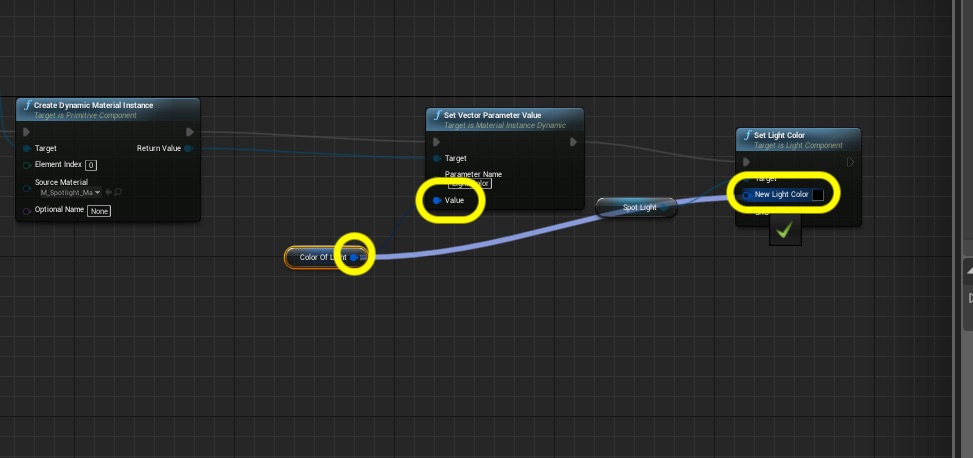 Create Dynamic Material Instance
Target is Primitive Component
Target
Return Value
Element Index 0
Source Material
M_Spotlight_Ma
Optional Name None
Set Vector Parameter Value
Target is Material Instance Dynamic
Target
Parameter Name
Value
Color Of Light
Spot Light
Set Light Color
Target is Light Component
Target
New Light Color